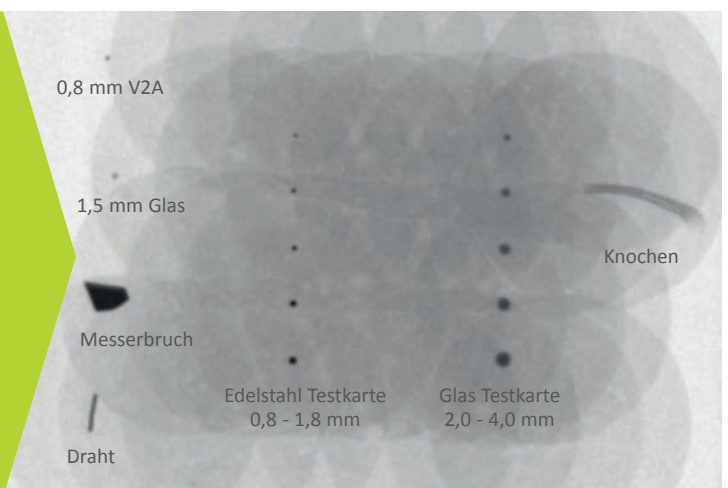 0,8 mm V2A
1,5 mm Glas
Knochen
Messerbruch
Edelstahl Testkarte
0,8 - 1,8 mm
Glas Testkarte
2,0 - 4,0 mm
Draht